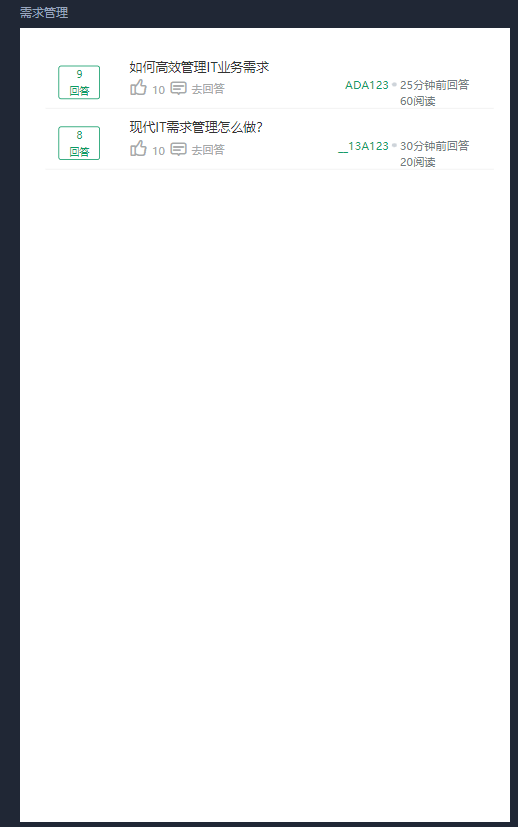 需求管理
9
回答
如何高效管理IT业务需求
10 去回答
ADA123 25分钟前回答
60阅读
8
回答
现代IT需求管理怎么做?
10 去回答
__13A123 30分钟前回答
20阅读